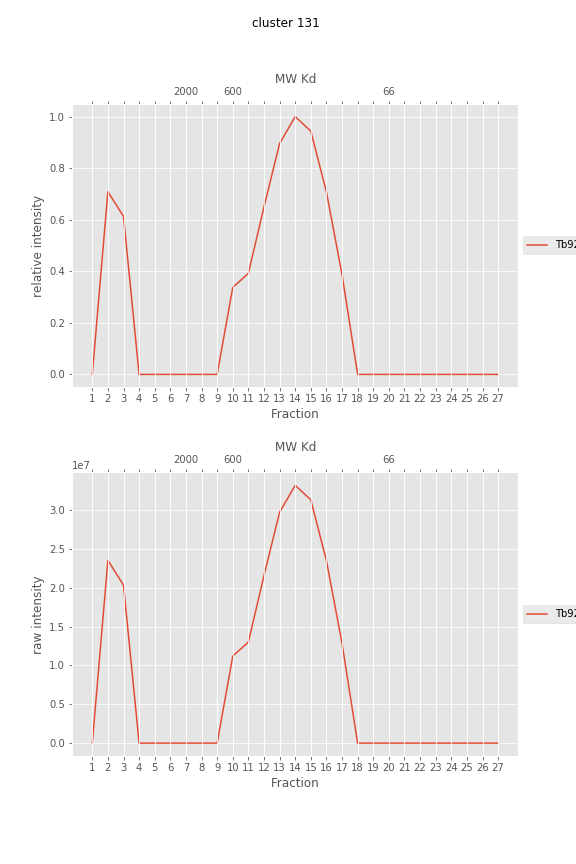 cluster 131
MW Kd
2000 600 66
1.0
0.8
0.6
0.4
0.2
0.0
relative intensity
Tb92
1 2 3 4 5 6 7 8 9 10 11 12 13 14 15 16 17 18 19 20 21 22 23 24 25 26 27
Fraction
MW Kd
2000 600 66
1e7
3.0
2.5
2.0
1.5
1.0
0.5
0.0
raw intensity
Tb92
1 2 3 4 5 6 7 8 9 10 11 12 13 14 15 16 17 18 19 20 21 22 23 24 25 26 27
Fraction